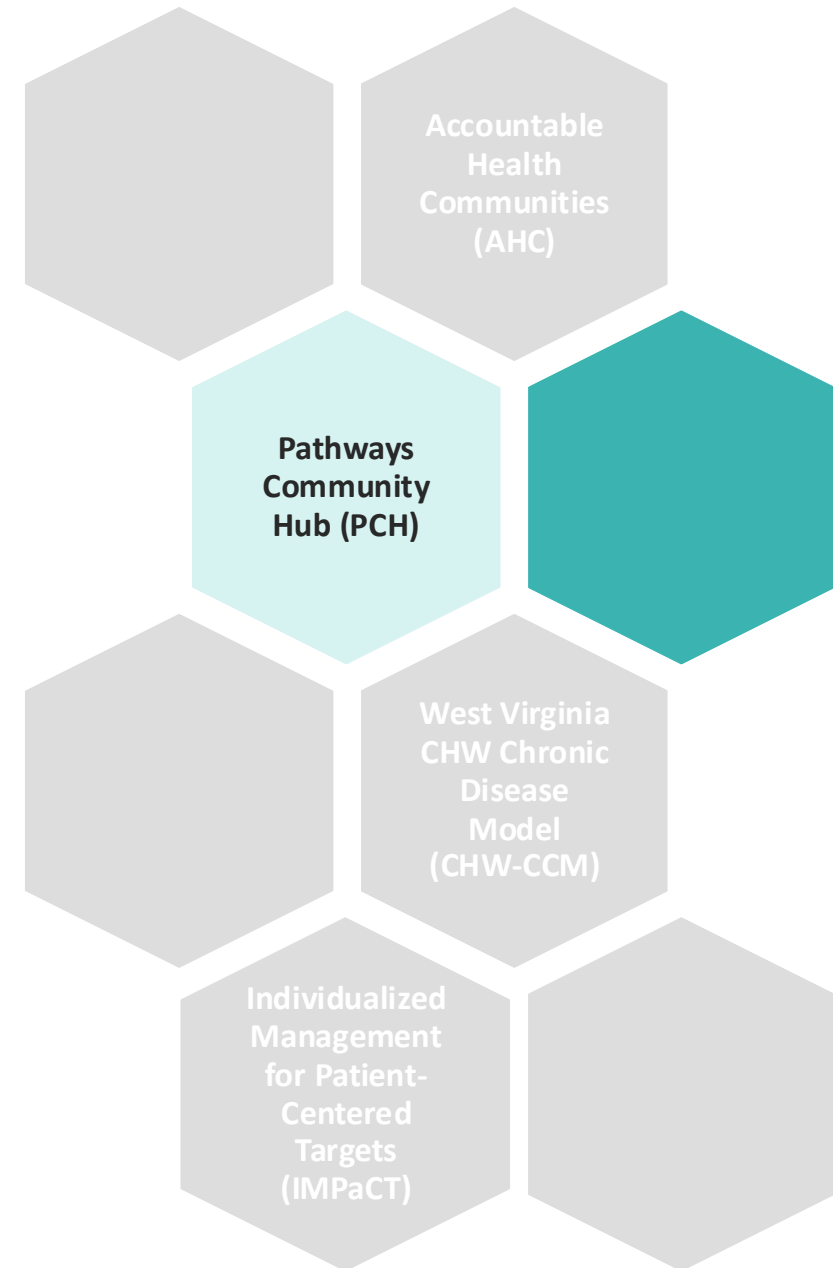 Accountable
Health
Communities
(AHC)
Pathways
Community
Hub (PCH)
West Virginia
CHW Chronic
Disease
Model
(CHW-CCM)
Individualized
Management
for Patient-
Centered
Targets
(IMPaCT)